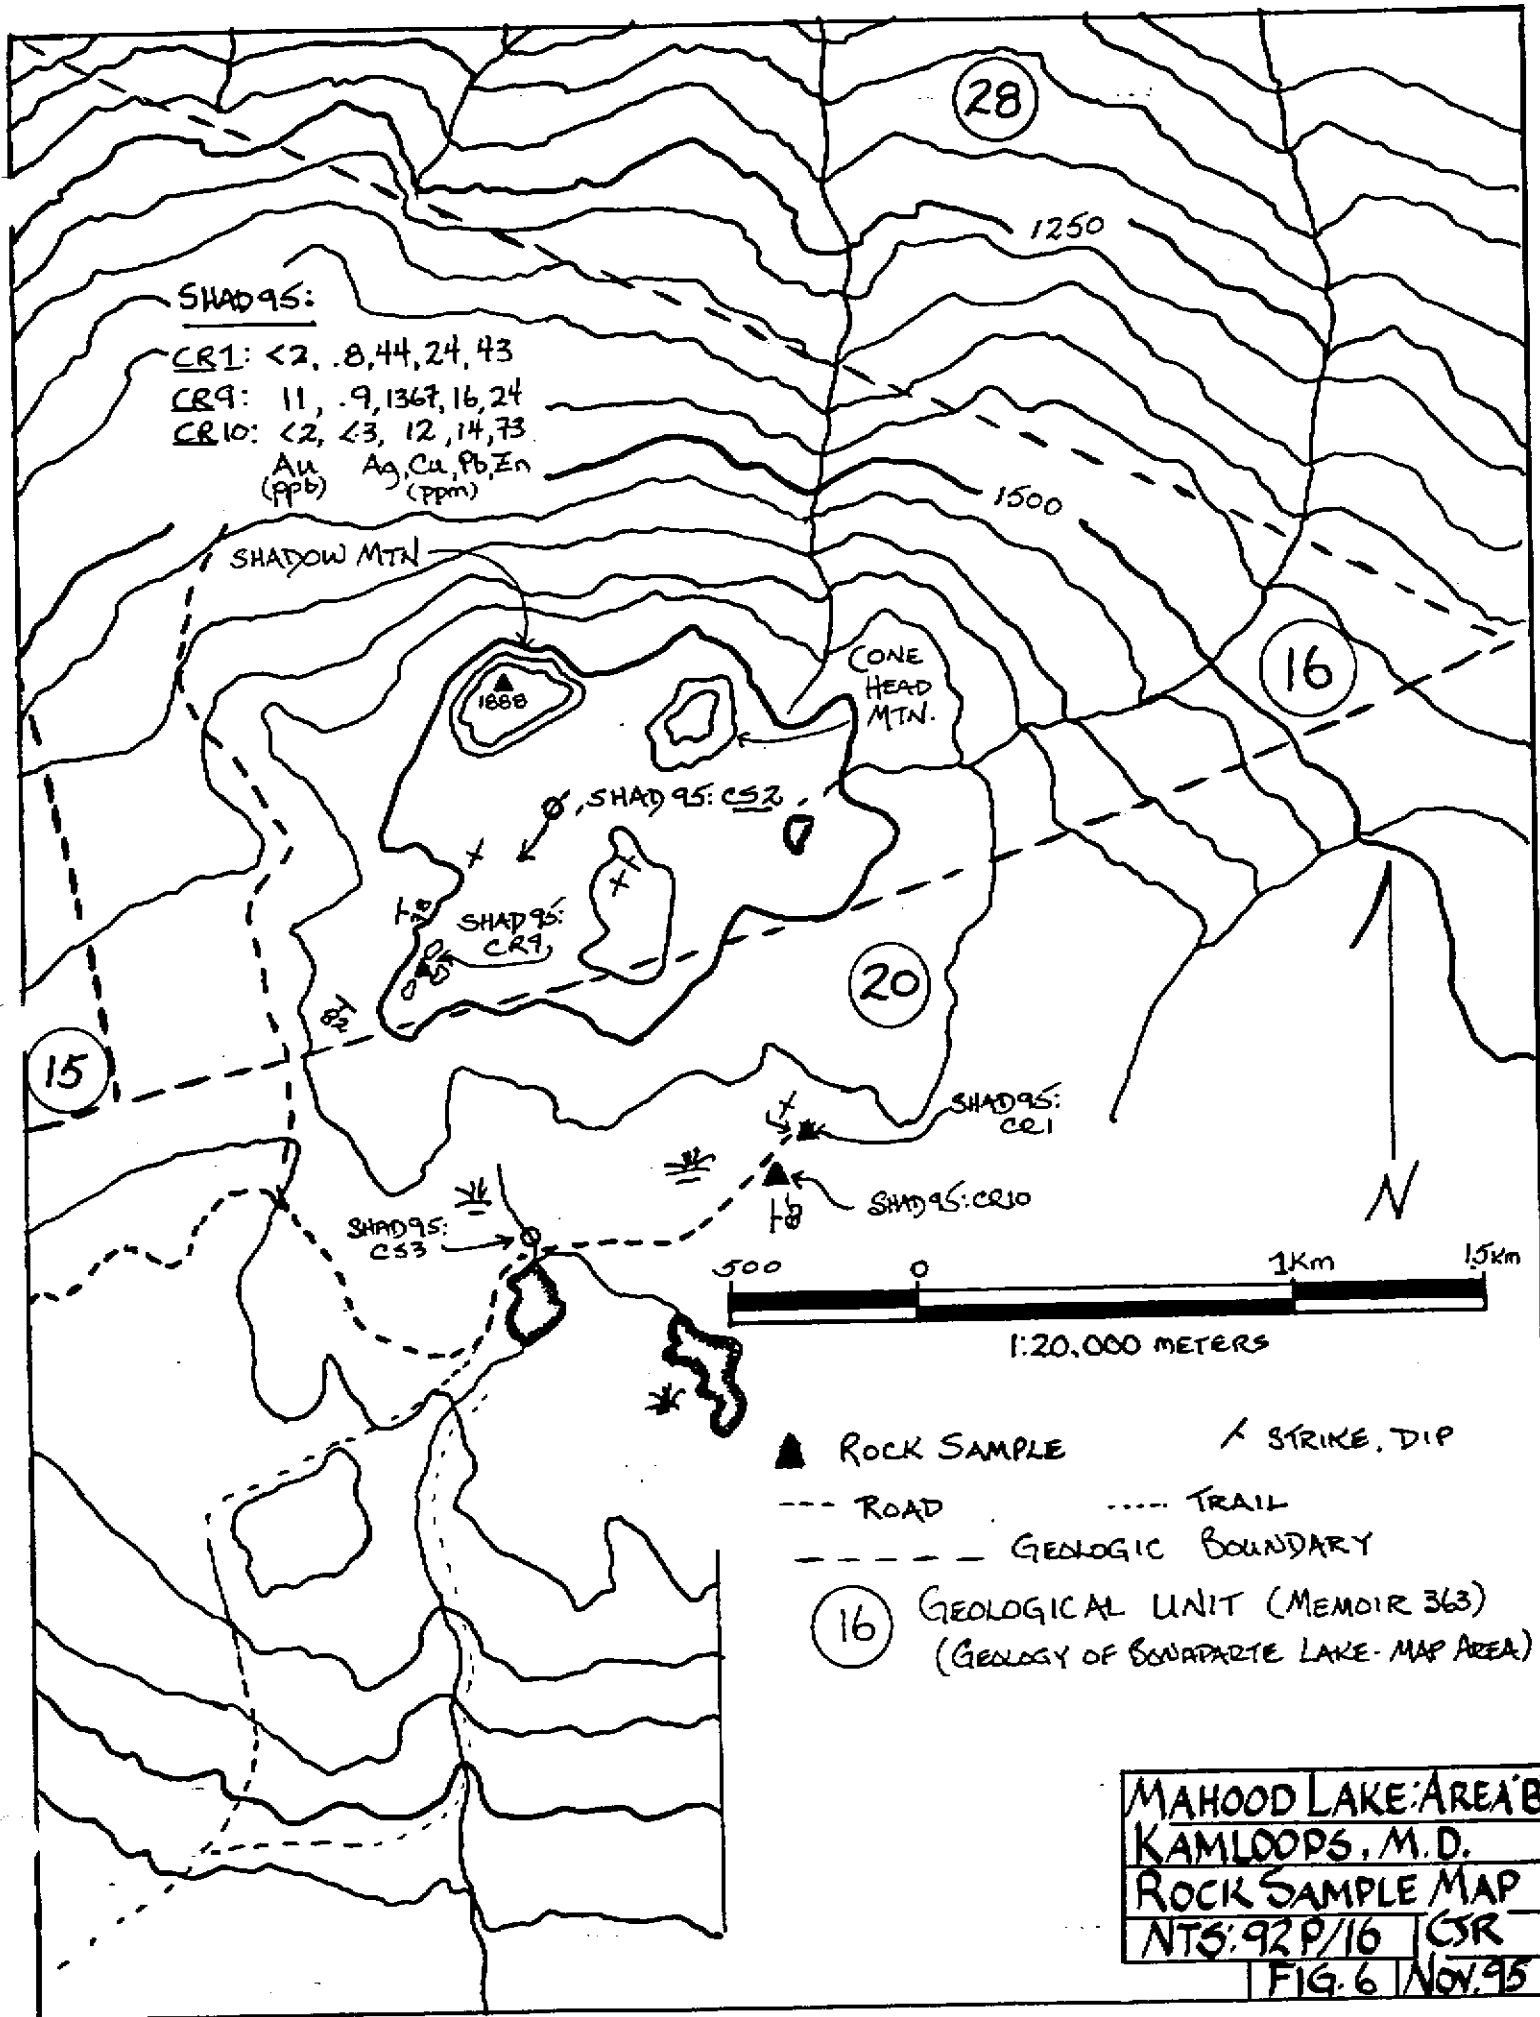 28
1250
SHAD95:
CR1: <2, .8, 44, 24, 43
CR9: 11, .9, 1367, 16, 24
CR10: <2, <3, 12, 14, 73
Au Ag, Cu, Pb, Zn
(ppb) (ppm)
1500
SHADOW MTN
16
CONE
HEAD
MTN.
1888
SHAD95: CS2
78
SHAD95:
CR9
20
82
15
SHAD95:
CR1
SHAD95: CR10
SHAD95:
CS3
N
500 0 1Km 1.5Km
1:20,000 METERS
ROCK SAMPLE
STRIKE, DIP
ROAD
TRAIL
GEOLOGIC BOUNDARY
16
GEOLOGICAL UNIT (MEMOIR 363)
(GEOLOGY OF BONAPARTE LAKE-MAP AREA)
MAHOOD LAKE: AREA 'B
KAMLOOPS, M.D.
ROCK SAMPLE MAP
NTS: 92 P/16 CJR
FIG. 6 NOV. 95